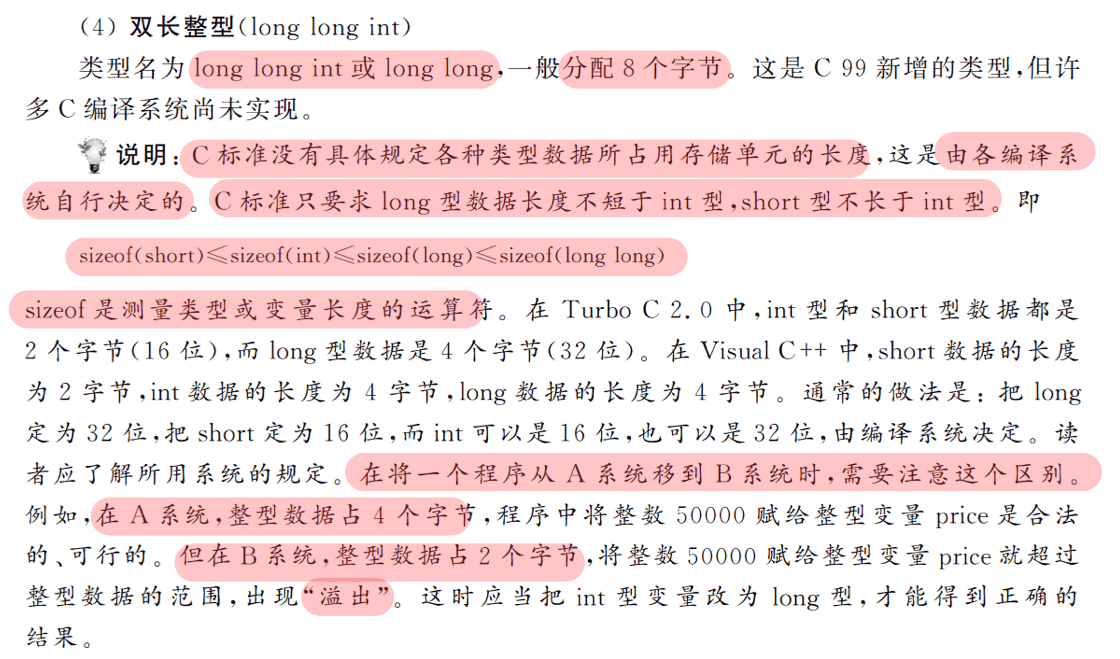 (4) 双长整型(long long int)
类型名为 long long int 或 long long,一般分配 8 个字节。这是 C 99 新增的类型,但许
多 C 编译系统尚未实现。
说明:C 标准没有具体规定各种类型数据所占用存储单元的长度,这是由各编译系
统自行决定的。C 标准只要求 long 型数据长度不短于 int 型,short 型不长于 int 型。即
sizeof(short)≤sizeof(int)≤sizeof(long)≤sizeof(long long)
sizeof 是测量类型或变量长度的运算符。在 Turbo C 2.0 中,int 型和 short 型数据都是
2 个字节(16 位),而 long 型数据是 4 个字节(32 位)。在 Visual C++ 中,short 数据的长度
为 2 字节,int 数据的长度为 4 字节,long 数据的长度为 4 字节。通常的做法是:把 long
定为 32 位,把 short 定为 16 位,而 int 可以是 16 位,也可以是 32 位,由编译系统决定。读
者应了解所用系统的规定。在将一个程序从 A 系统移到 B 系统时,需要注意这个区别。
例如,在 A 系统,整型数据占 4 个字节,程序中将整数 50000 赋给整型变量 price 是合法
的、可行的。但在 B 系统,整型数据占 2 个字节,将整数 50000 赋给整型变量 price 就超过
整型数据的范围,出现“溢出”。这时应当把 int 型变量改为 long 型,才能得到正确的
结果。